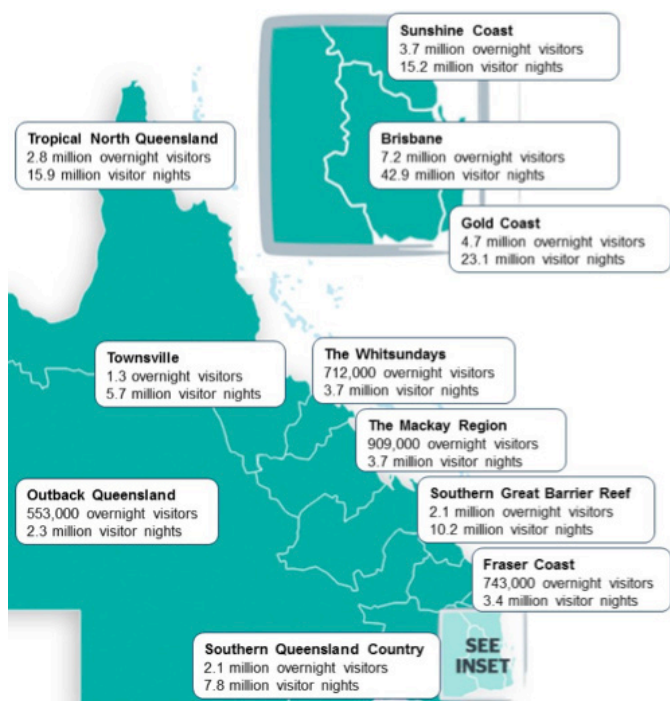 Sunshine Coast
3.7 million overnight visitors
15.2 million visitor nights
Tropical North Queensland
2.8 million overnight visitors
15.9 million visitor nights
Brisbane
7.2 million overnight visitors
42.9 million visitor nights
Gold Coast
4.7 million overnight visitors
23.1 million visitor nights
Townsville
1.3 overnight visitors
5.7 million visitor nights
The Whitsundays
712,000 overnight visitors
3.7 million visitor nights
The Mackay Region
909,000 overnight visitors
3.7 million visitor nights
Outback Queensland
553,000 overnight visitors
2.3 million visitor nights
Southern Great Barrier Reef
2.1 million overnight visitors
10.2 million visitor nights
Fraser Coast
743,000 overnight visitors
3.4 million visitor nights
Southern Queensland Country
2.1 million overnight visitors
7.8 million visitor nights
SEE
INSET